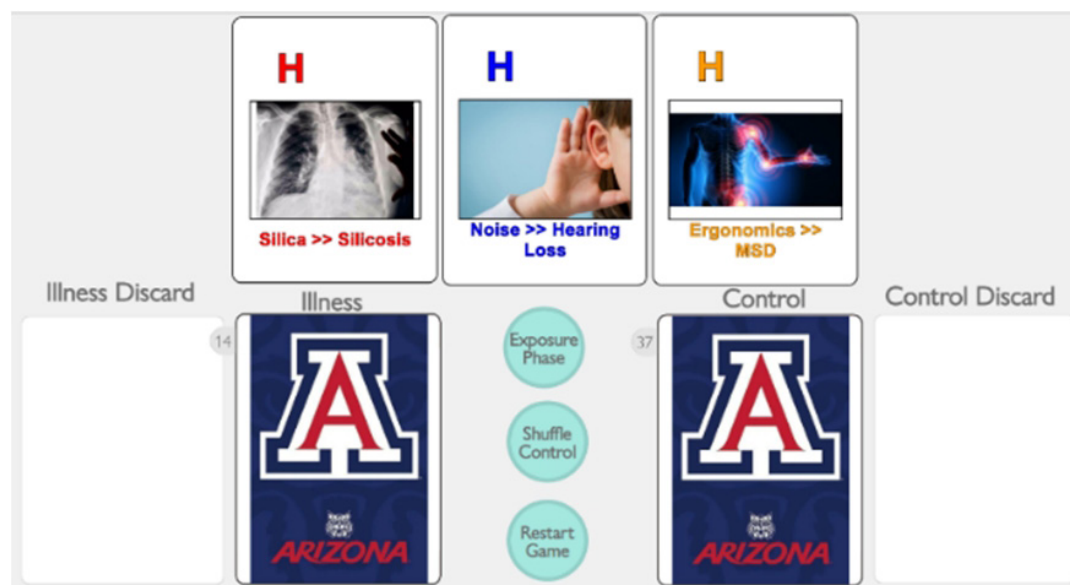 H
Silica >> Silicosis
H
Noise >> Hearing
Loss
H
Ergonomics >>
MSD
Illness Discard
Illness
Control
Control Discard
14
37
A
ARIZONA
Exposure
Phase
Shuffle
Control
Restart
Game
A
ARIZONA